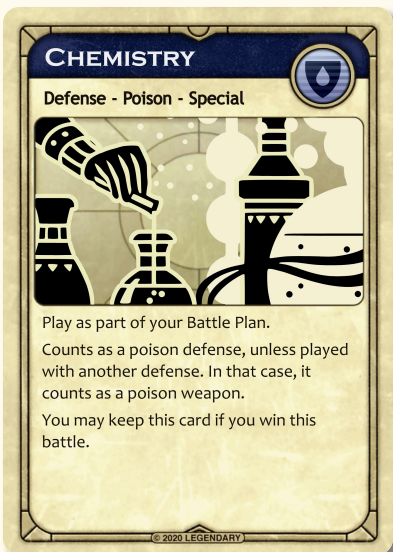 CHEMISTRY
Defense - Poison - Special
Play as part of your Battle Plan.
Counts as a poison defense, unless played
with another defense. In that case, it
counts as a poison weapon.
You may keep this card if you win this
battle.
© 2020 LEGENDARY